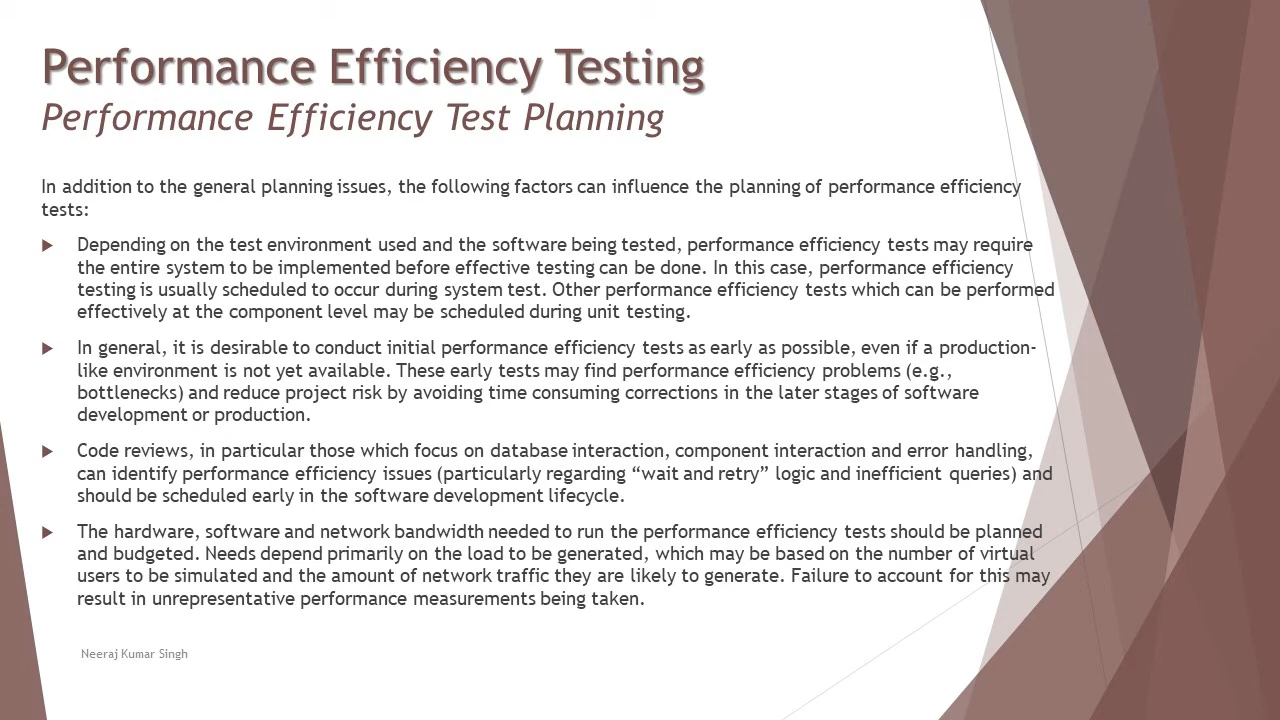 Performance Efficiency Testing
Performance Efficiency Test Planning
In addition to the general planning issues, the following factors can influence the planning of performance efficiency
tests:
Depending on the test environment used and the software being tested, performance efficiency tests may require
the entire system to be implemented before effective testing can be done. In this case, performance efficiency
testing is usually scheduled to occur during system test. Other performance efficiency tests which can be performed
effectively at the component level may be scheduled during unit testing.
In general, it is desirable to conduct initial performance efficiency tests as early as possible, even if a production-
like environment is not yet available. These early tests may find performance efficiency problems (e.g.,
bottlenecks) and reduce project risk by avoiding time consuming corrections in the later stages of software
development or production.
Code reviews, in particular those which focus on database interaction, component interaction and error handling,
can identify performance efficiency issues (particularly regarding “wait and retry” logic and inefficient queries) and
should be scheduled early in the software development lifecycle.
The hardware, software and network bandwidth needed to run the performance efficiency tests should be planned
and budgeted. Needs depend primarily on the load to be generated, which may be based on the number of virtual
users to be simulated and the amount of network traffic they are likely to generate. Failure to account for this may
result in unrepresentative performance measurements being taken.
Neeraj Kumar Singh